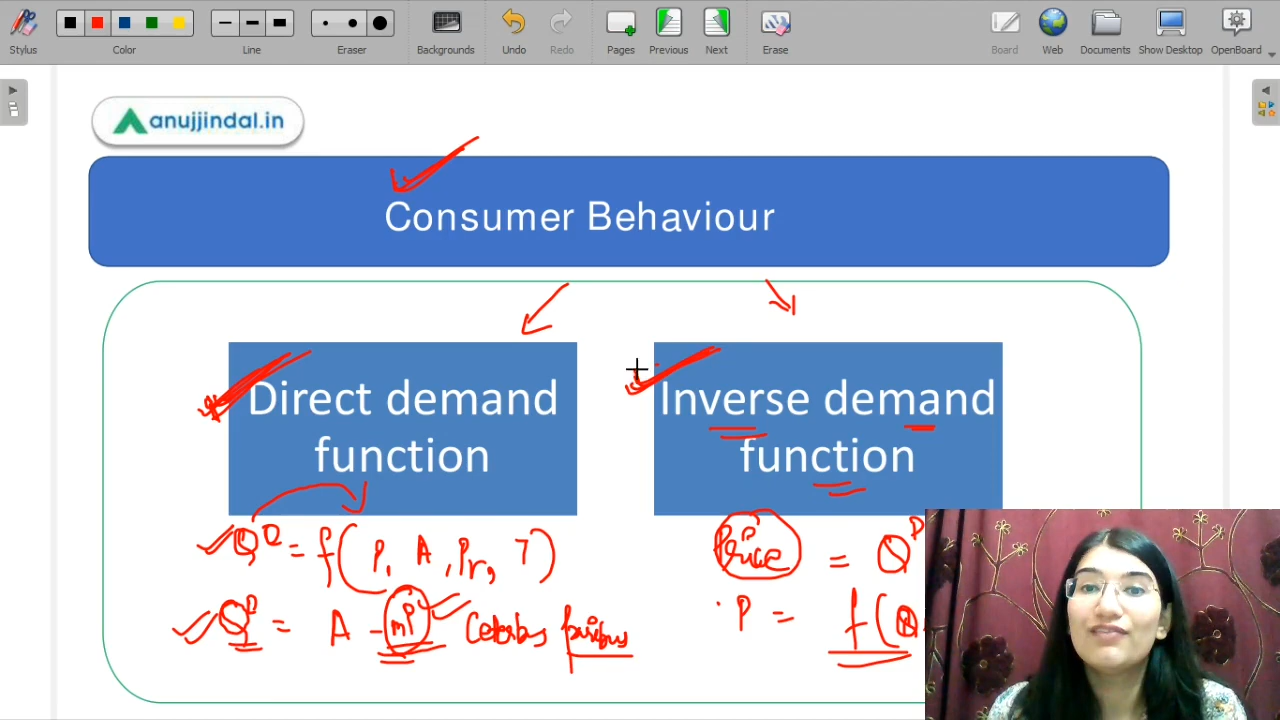 Stylus Color Line Eraser Backgrounds Undo Redo Pages Previous Next Erase Board Web Documents Show Desktop OpenBoard
anujjindal.in
Consumer Behaviour
Direct demand
function
Inverse demand
function
= f(P, A, Pr, T)
= A - mP
Price =
P = f(Q